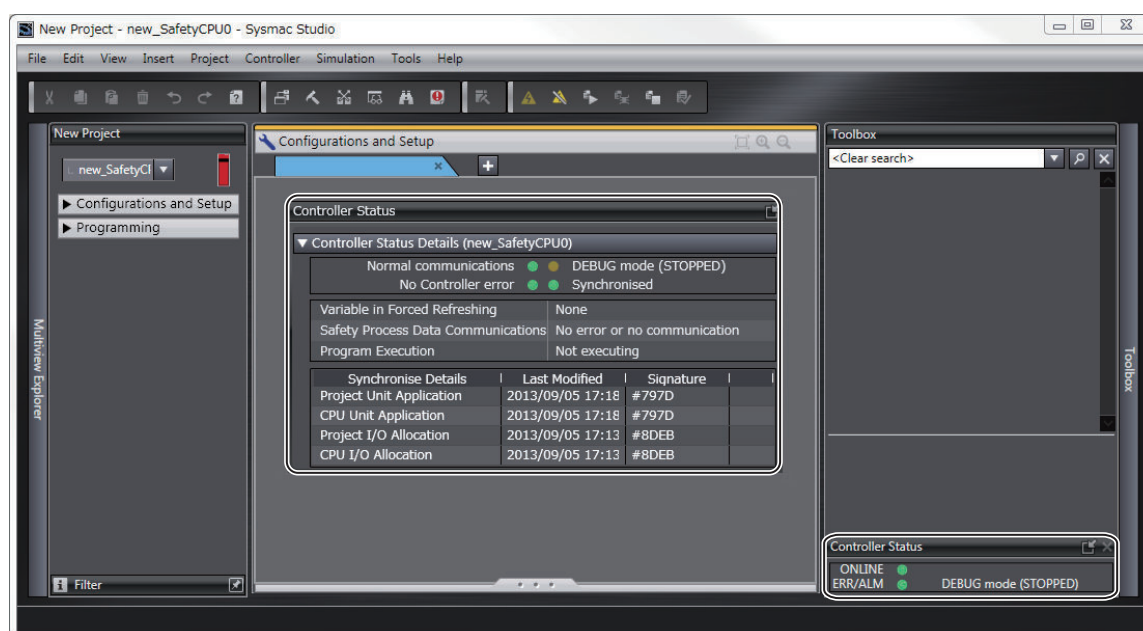 New Project - new_SafetyCPU0 - Sysmac Studio
File Edit View Insert Project Controller Simulation Tools Help
New Project
new_SafetyCl
Configurations and Setup
Programming
Multiview Explorer
Filter
Configurations and Setup
Controller Status
Controller Status Details (new_SafetyCPU0)
Normal communications DEBUG mode (STOPPED)
No Controller error Synchronised
Variable in Forced Refreshing None
Safety Process Data Communications No error or no communication
Program Execution Not executing
Synchronise Details Last Modified Signature
Project Unit Application 2013/09/05 17:18 #797D
CPU Unit Application 2013/09/05 17:18 #797D
Project I/O Allocation 2013/09/05 17:13 #8DEB
CPU I/O Allocation 2013/09/05 17:13 #8DEB
Toolbox
<Clear search>
Toolbox
Controller Status
ONLINE
ERR/ALM DEBUG mode (STOPPED)